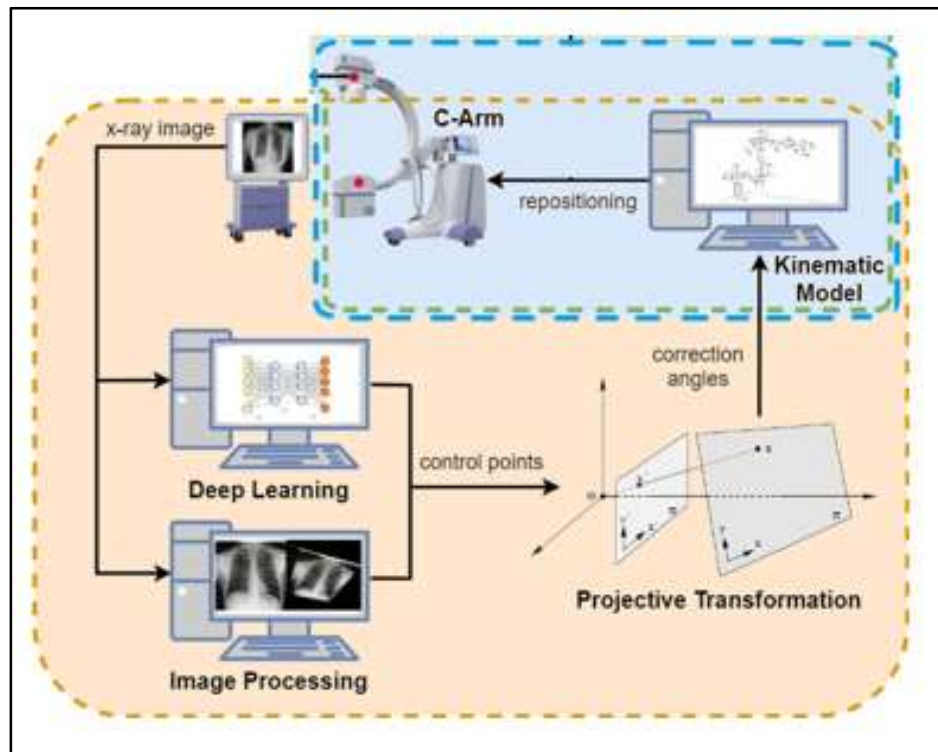 x-ray image
C-Arm
repositioning
Kinematic
Model
correction
angles
Deep Learning
control points
Projective Transformation
Image Processing